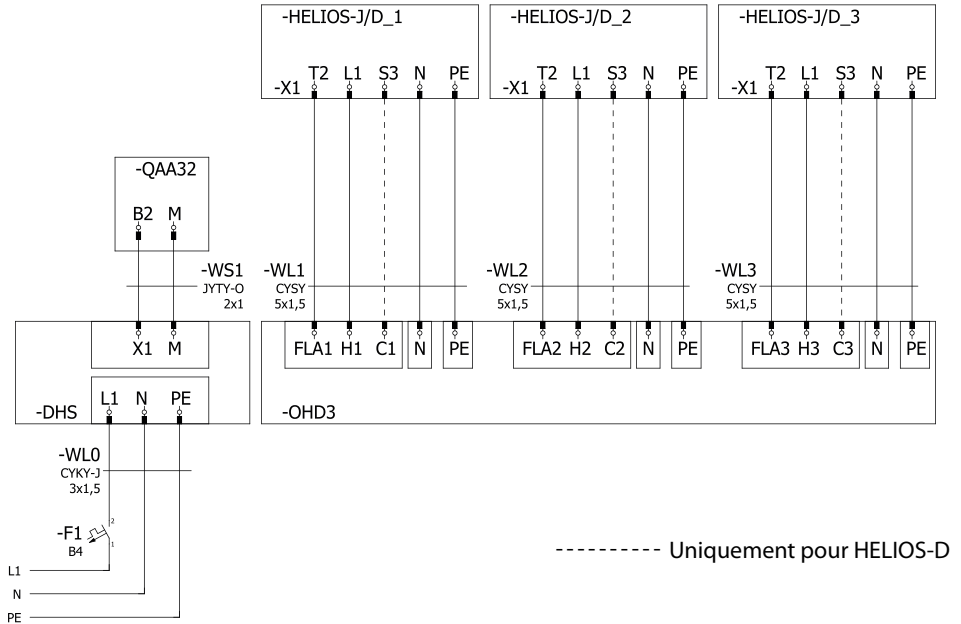 -HELIOS-J/D_1 -HELIOS-J/D_2 -HELIOS-J/D_3
T2 L1 S3 N PE T2 L1 S3 N PE T2 L1 S3 N PE
-X1 -X1 -X1
-QAA32
B2 M
-WS1 -WL1 -WL2 -WL3
JYTY-O CYSY CYSY CYSY
2x1 5x1,5 5x1,5 5x1,5
X1 M FLA1 H1 C1 N PE FLA2 H2 C2 N PE FLA3 H3 C3 N PE
L1 N PE
-DHS -OHD3
-WL0
CYKY-J
3x1,5
2
-F1
1
B4
-------- Uniquement pour HELIOS-D
L1
N
PE